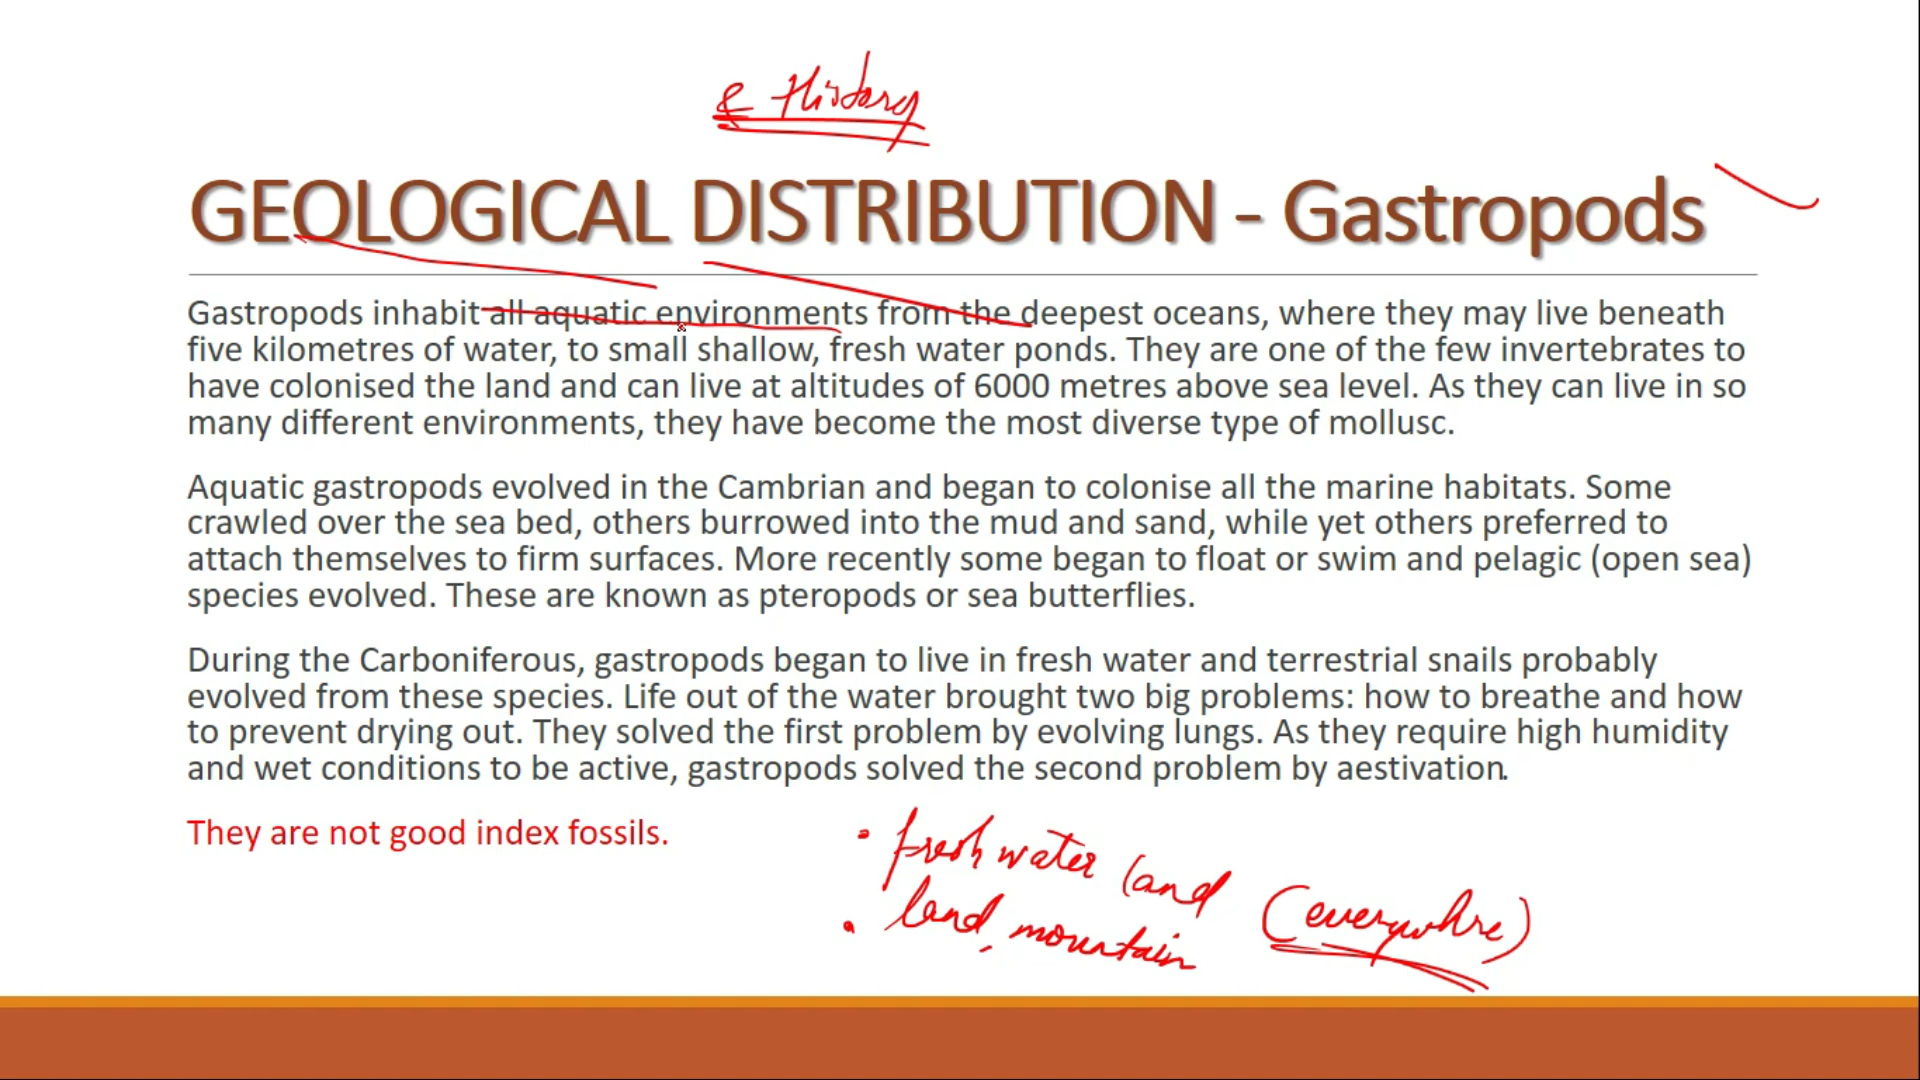 & History
GEOLOGICAL DISTRIBUTION - Gastropods
Gastropods inhabit all aquatic environments from the deepest oceans, where they may live beneath
five kilometres of water, to small shallow, fresh water ponds. They are one of the few invertebrates to
have colonised the land and can live at altitudes of 6000 metres above sea level. As they can live in so
many different environments, they have become the most diverse type of mollusc.
Aquatic gastropods evolved in the Cambrian and began to colonise all the marine habitats. Some
crawled over the sea bed, others burrowed into the mud and sand, while yet others preferred to
attach themselves to firm surfaces. More recently some began to float or swim and pelagic (open sea)
species evolved. These are known as pteropods or sea butterflies.
During the Carboniferous, gastropods began to live in fresh water and terrestrial snails probably
evolved from these species. Life out of the water brought two big problems: how to breathe and how
to prevent drying out. They solved the first problem by evolving lungs. As they require high humidity
and wet conditions to be active, gastropods solved the second problem by aestivation.
They are not good index fossils.
• fresh water land
• land, mountain (everywhre)